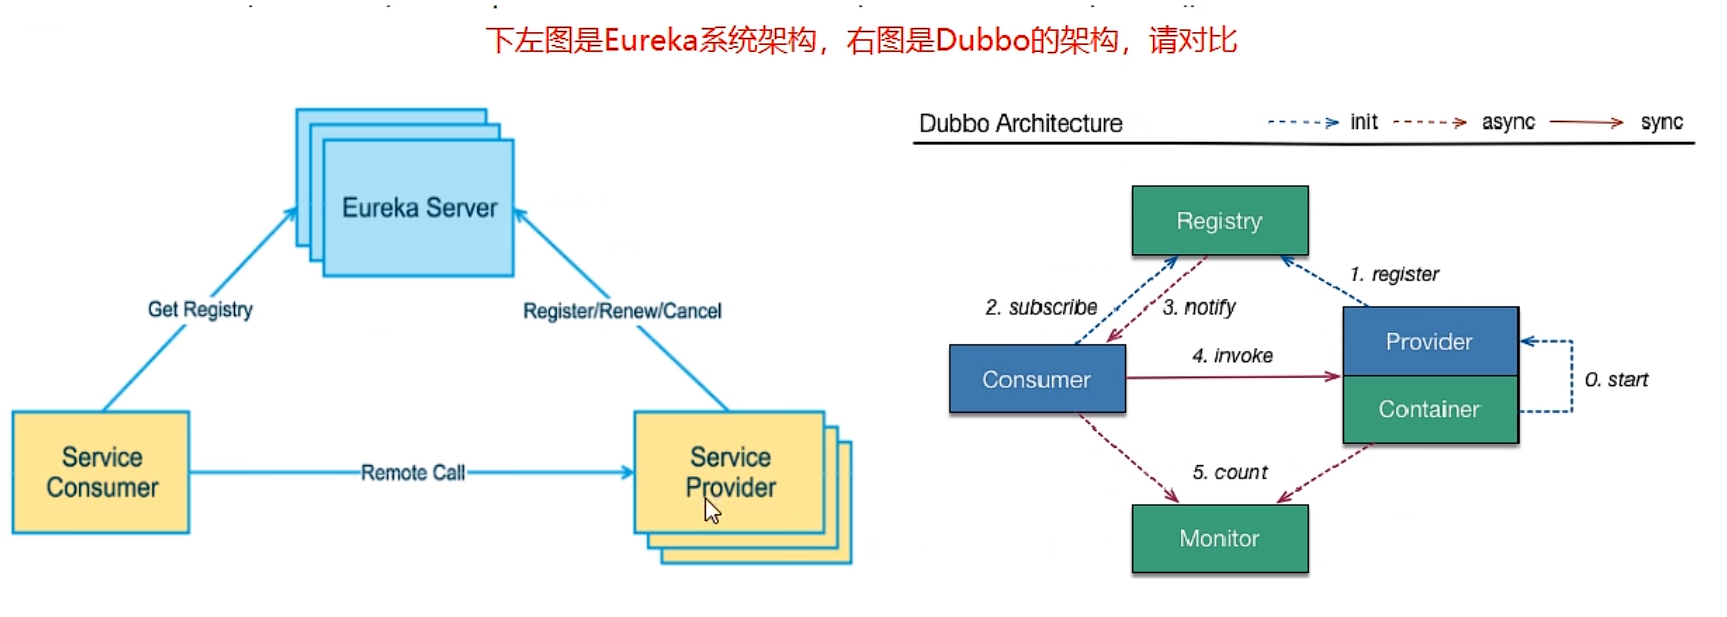 下左图是Eureka系统架构，右图是Dubbo的架构，请对比
Eureka Server
Get Registry
Register/Renew/Cancel
Service
Consumer
Remote Call
Service
Provider
Dubbo Architecture
init
async
sync
Registry
1. register
2. subscribe
3. notify
Provider
4. invoke
Consumer
0. start
Container
5. count
Monitor